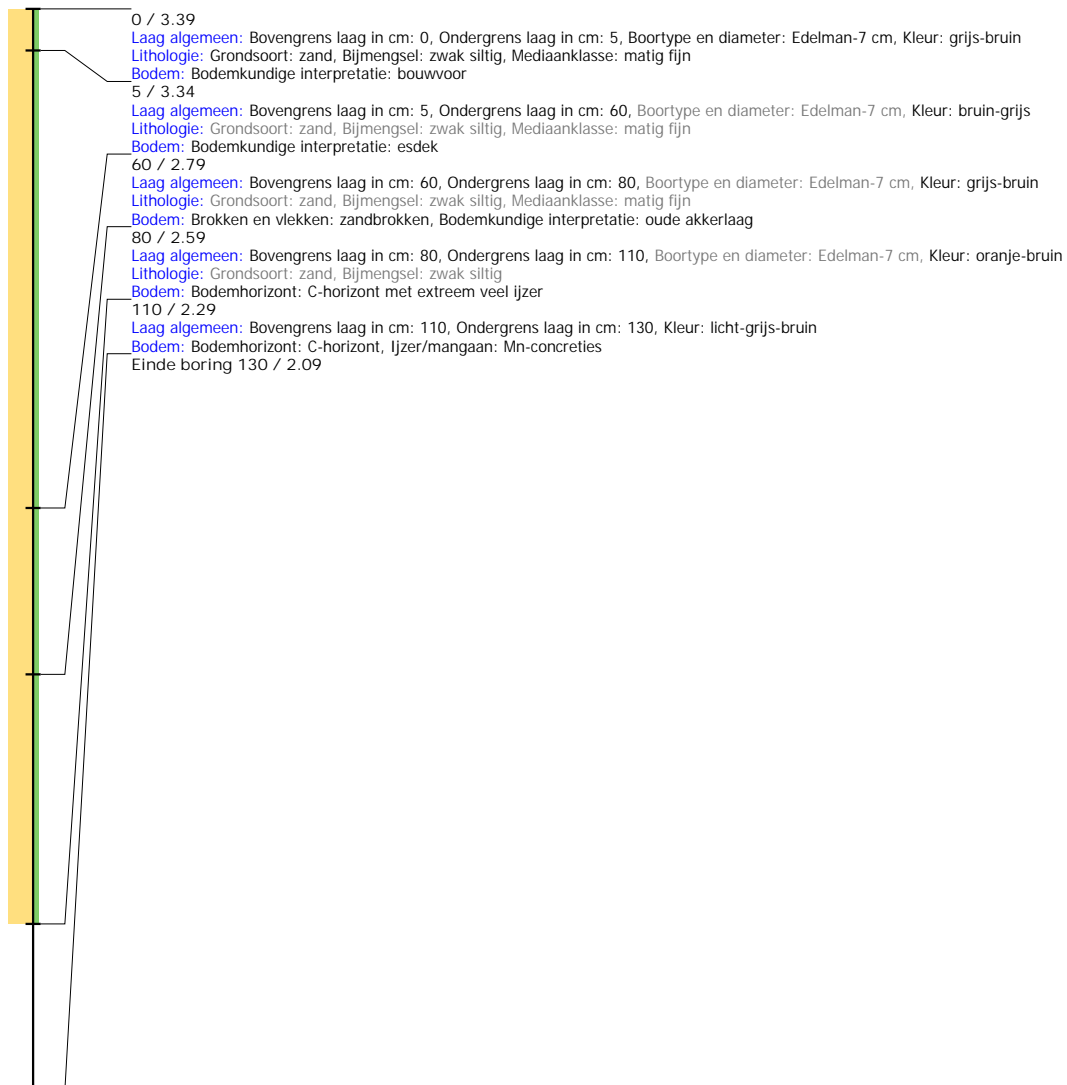 0 / 3.39
Laag algemeen: Bovengrens laag in cm: 0, Ondergrens laag in cm: 5, Boortype en diameter: Edelman-7 cm, Kleur: grijs-bruin
Lithologie: Grondsoort: zand, Bijmengsel: zwak siltig, Mediaanklasse: matig fijn
Bodem: Bodemkundige interpretatie: bouwvoor
5 / 3.34
Laag algemeen: Bovengrens laag in cm: 5, Ondergrens laag in cm: 60, Boortype en diameter: Edelman-7 cm, Kleur: bruin-grijs
Lithologie: Grondsoort: zand, Bijmengsel: zwak siltig, Mediaanklasse: matig fijn
Bodem: Bodemkundige interpretatie: esdek
60 / 2.79
Laag algemeen: Bovengrens laag in cm: 60, Ondergrens laag in cm: 80, Boortype en diameter: Edelman-7 cm, Kleur: grijs-bruin
Lithologie: Grondsoort: zand, Bijmengsel: zwak siltig, Mediaanklasse: matig fijn
Bodem: Brokken en vlekken: zandbrokken, Bodemkundige interpretatie: oude akkerlaag
80 / 2.59
Laag algemeen: Bovengrens laag in cm: 80, Ondergrens laag in cm: 110, Boortype en diameter: Edelman-7 cm, Kleur: oranje-bruin
Lithologie: Grondsoort: zand, Bijmengsel: zwak siltig
Bodem: Bodemhorizont: C-horizont met extreem veel ijzer
110 / 2.29
Laag algemeen: Bovengrens laag in cm: 110, Ondergrens laag in cm: 130, Kleur: licht-grijs-bruin
Bodem: Bodemhorizont: C-horizont, Ijzer/mangaan: Mn-concreties
Einde boring 130 / 2.09